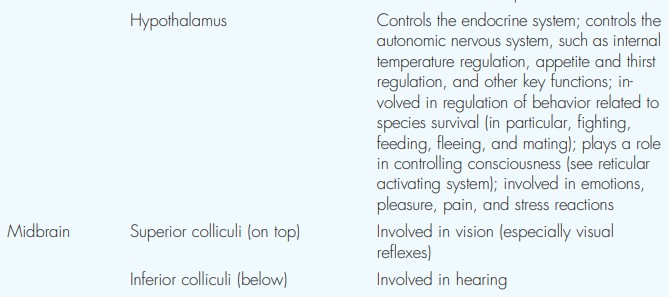 Hypothalamus Controls the endocrine system; controls the
autonomic nervous system, such as internal
temperature regulation, appetite and thirst
regulation, and other key functions; in-
volved in regulation of behavior related to
species survival (in particular, fighting,
feeding, fleeing, and mating); plays a role
in controlling consciousness (see reticular
activating system); involved in emotions,
pleasure, pain, and stress reactions
Midbrain Superior colliculi (on top) Involved in vision (especially visual
reflexes)
Inferior colliculi (below) Involved in hearing